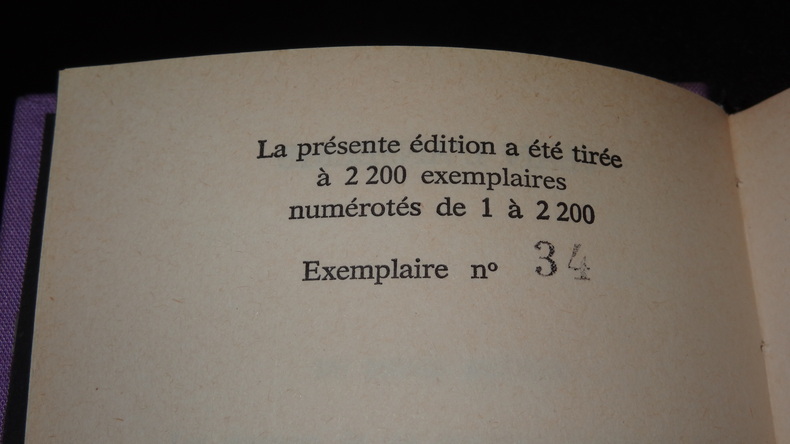 La présente édition a été tirée
à 2 200 exemplaires
numérotés de 1 à 2 200
Exemplaire nº 34